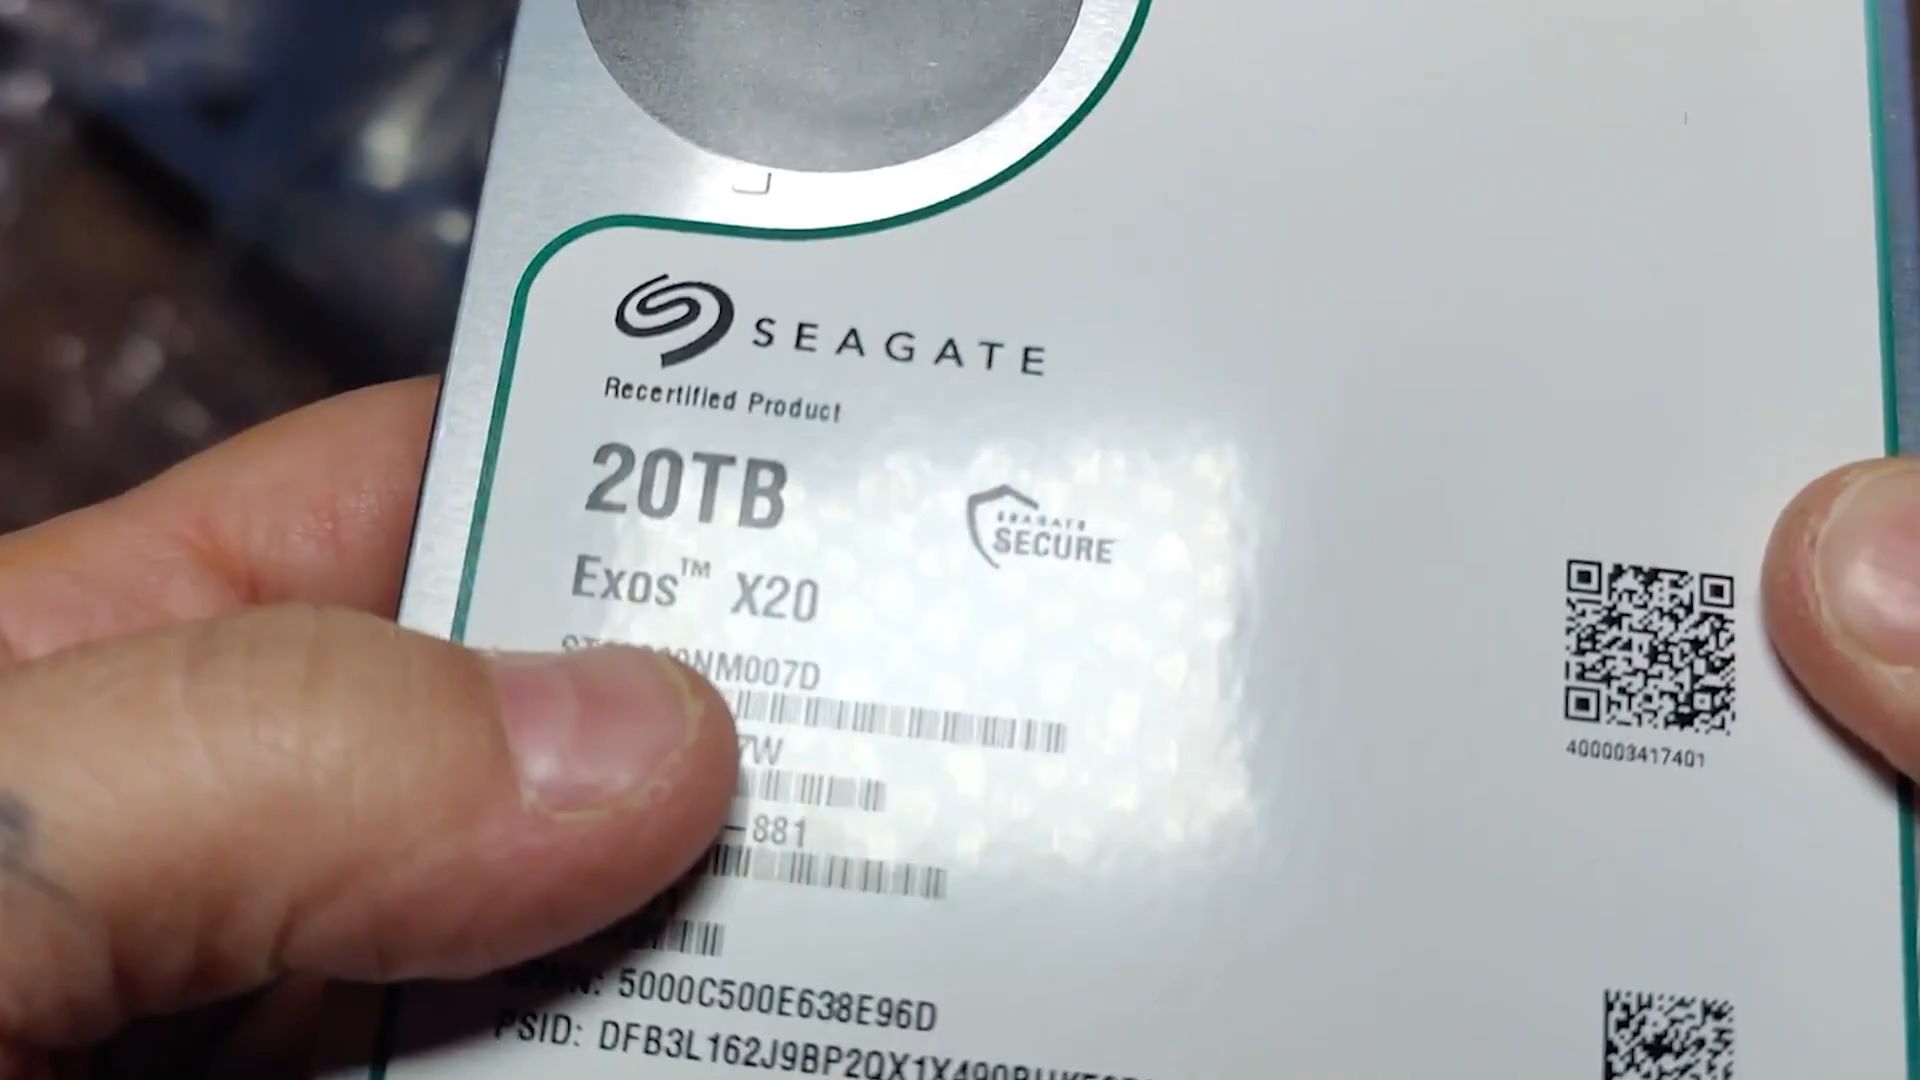 SEAGATE
Recertified Product
20TB
Exos™ X20
SEAGATE
SECURE
NM007D
7W
-881
400003417401
WWN: 5000C500E638E96D
PSID: DFB3L162J9BP2QX1X490